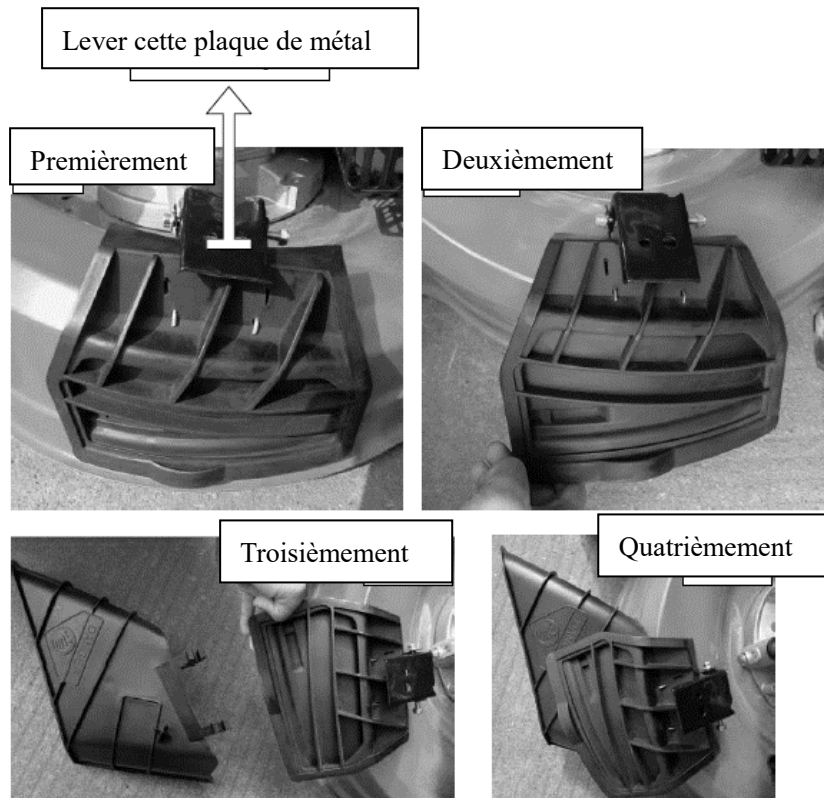 Lever cette plaque de métal
Premièrement
Deuxièmement
Troisièmement
Quatrièmement